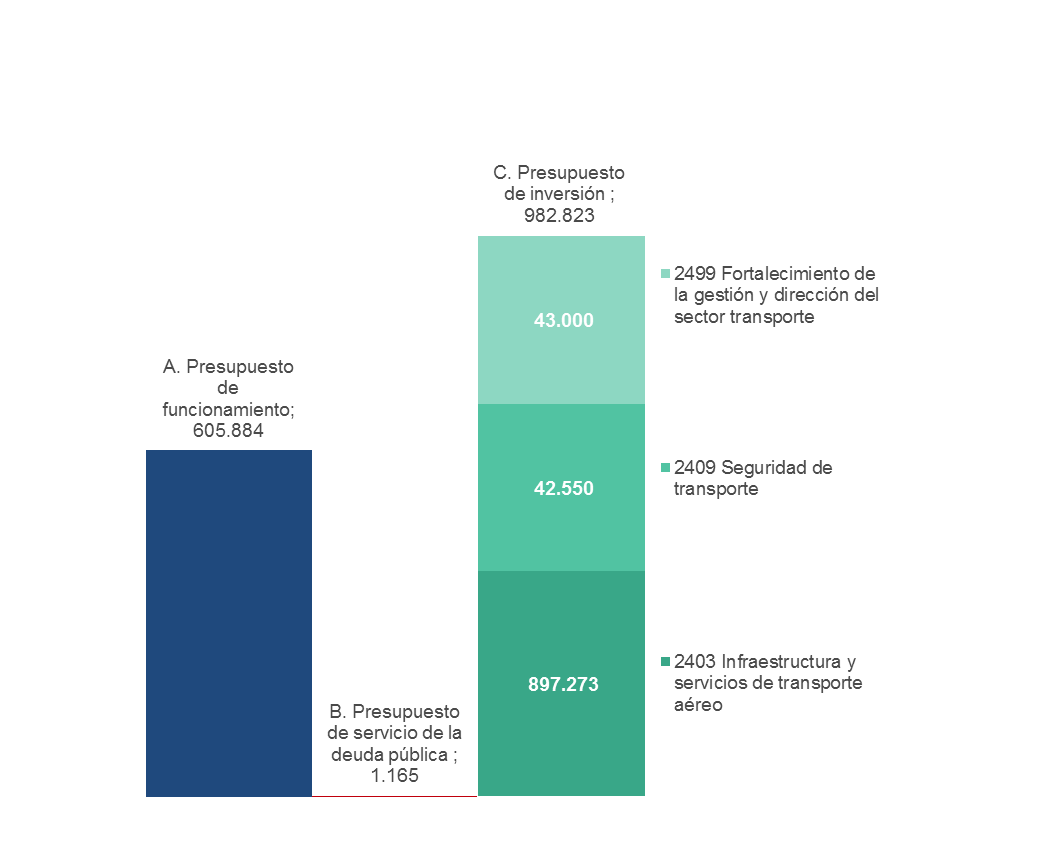 C. Presupuesto
de inversión ;
982.823
43.000
2499 Fortalecimiento de
la gestión y dirección del
sector transporte
A. Presupuesto
de
funcionamiento;
605.884
42.550
2409 Seguridad de
transporte
897.273
2403 Infraestructura y
servicios de transporte
aéreo
B. Presupuesto
de servicio de la
deuda pública ;
1.165